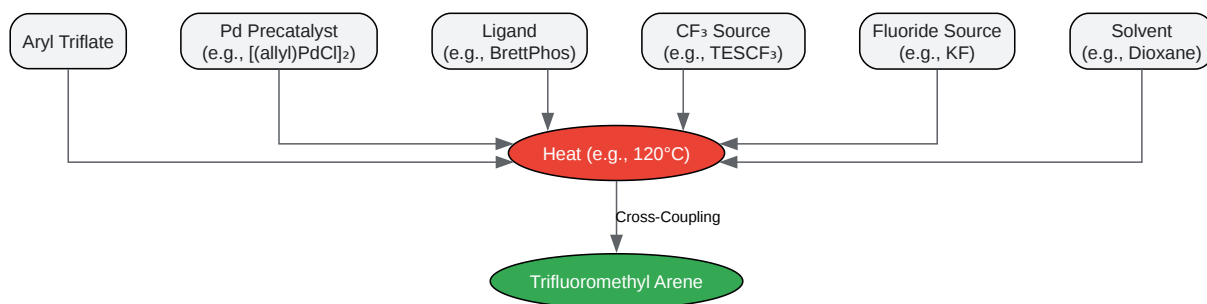 Aryl Triflate
Pd Precatalyst
(e.g., [(allyl)PdCl]₂)
Ligand
(e.g., BrettPhos)
CF₃ Source
(e.g., TESCF₃)
Fluoride Source
(e.g., KF)
Solvent
(e.g., Dioxane)
Heat (e.g., 120°C)
Cross-Coupling
Trifluoromethyl Arene